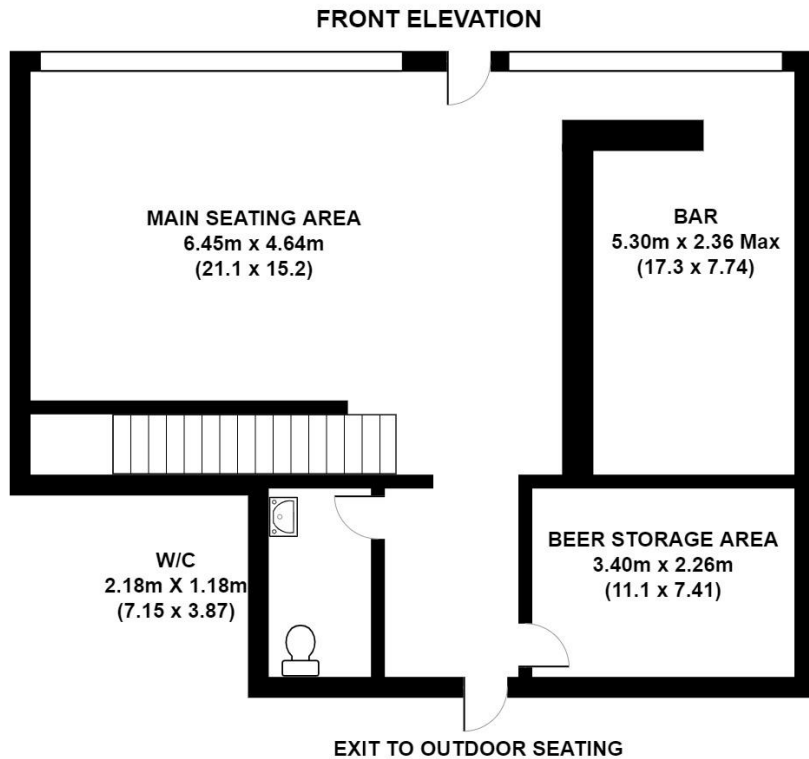 FRONT ELEVATION
MAIN SEATING AREA
6.45m x 4.64m
(21.1 x 15.2)
BAR
5.30m x 2.36 Max
(17.3 x 7.74)
W/C
2.18m X 1.18m
(7.15 x 3.87)
BEER STORAGE AREA
3.40m x 2.26m
(11.1 x 7.41)
EXIT TO OUTDOOR SEATING